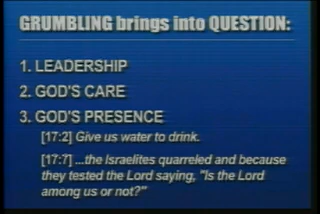 GRUMBLING brings into QUESTION:
1. LEADERSHIP
2. GOD'S CARE
3. GOD'S PRESENCE
[17:2] Give us water to drink.
[17:7] ...the Israelites quarreled and because
they tested the Lord saying, "Is the Lord
among us or not?"